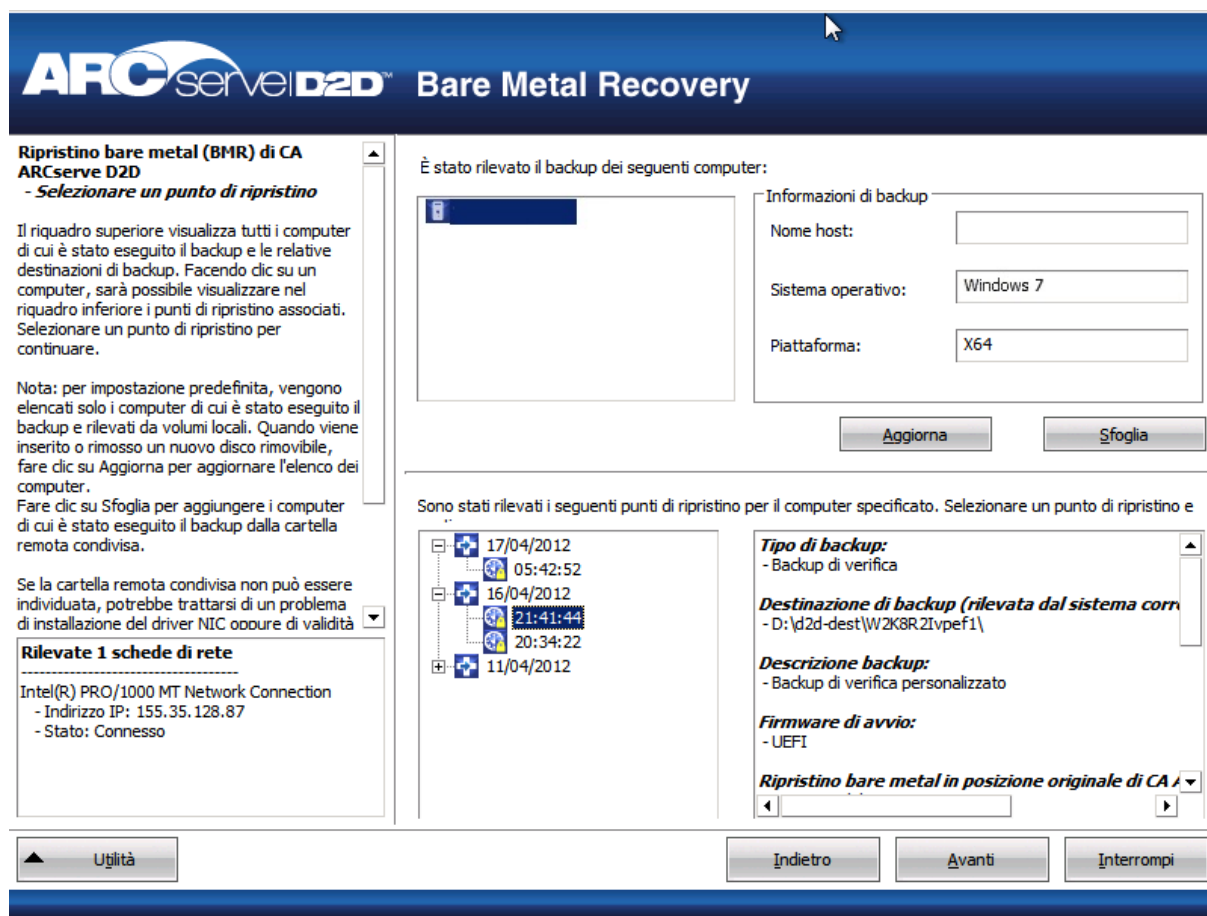 ARCserve D2D™ Bare Metal Recovery
Ripristino bare metal (BMR) di CA
ARCserve D2D
- Selezionare un punto di ripristino
Il riquadro superiore visualizza tutti i computer
di cui è stato eseguito il backup e le relative
destinazioni di backup. Facendo clic su un
computer, sarà possibile visualizzare nel
riquadro inferiore i punti di ripristino associati.
Selezionare un punto di ripristino per
continuare.
Nota: per impostazione predefinita, vengono
elencati solo i computer di cui è stato eseguito il
backup e rilevati da volumi locali. Quando viene
inserito o rimosso un nuovo disco rimovibile,
fare clic su Aggiorna per aggiornare l'elenco dei
computer.
Fare clic su Sfoglia per aggiungere i computer
di cui è stato eseguito il backup dalla cartella
remota condivisa.
Se la cartella remota condivisa non può essere
individuata, potrebbe trattarsi di un problema
di installazione del driver NIC oppure di validità
Rilevate 1 schede di rete
-----------------------------------
Intel(R) PRO/1000 MT Network Connection
- Indirizzo IP: 155.35.128.87
- Stato: Connesso
È stato rilevato il backup dei seguenti computer:
Informazioni di backup
Nome host:
Sistema operativo: Windows 7
Piattaforma: X64
Aggiorna Sfoglia
Sono stati rilevati i seguenti punti di ripristino per il computer specificato. Selezionare un punto di ripristino e
17/04/2012
05:42:52
16/04/2012
21:41:44
20:34:22
11/04/2012
Tipo di backup:
- Backup di verifica
Destinazione di backup (rilevata dal sistema corre
- D:\d2d-dest\W2K8R2Ivpef1\
Descrizione backup:
- Backup di verifica personalizzato
Firmware di avvio:
- UEFI
Ripristino bare metal in posizione originale di CA A
Utilità Indietro Avanti Interrompi